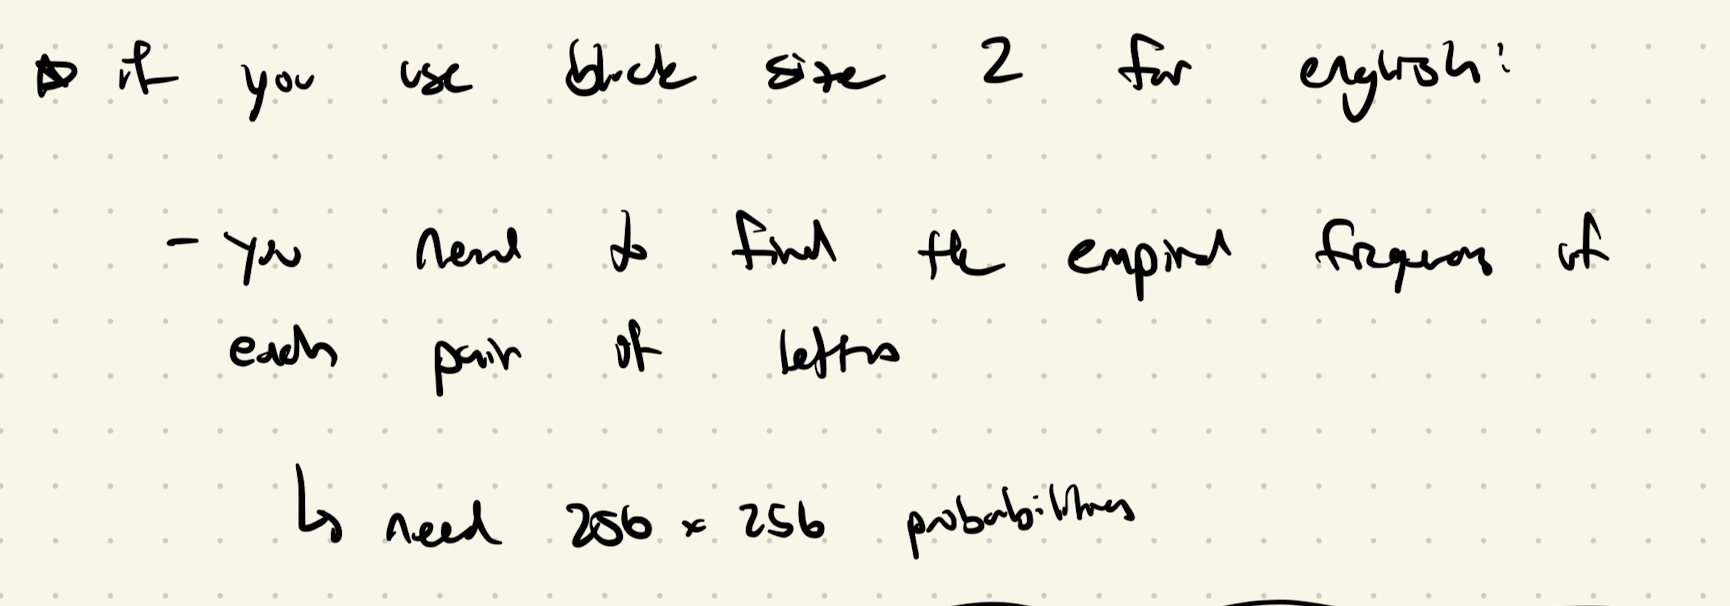 if you use block size 2 for english:
- you need to find the empirical frequency of
each pair of letters
need 256 × 256 probabilities